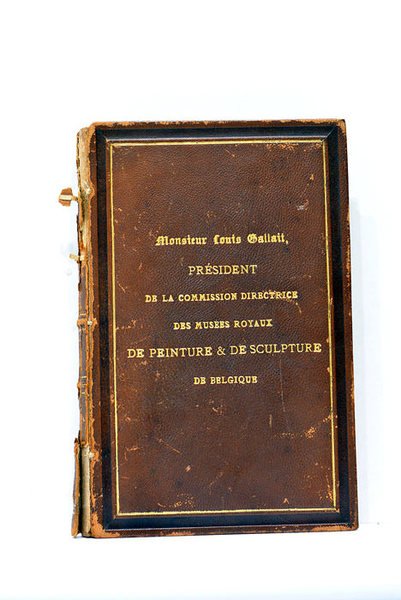 Monsieur Louis Gallait,
PRÉSIDENT
DE LA COMMISSION DIRECTRICE
DES MUSÉES ROYAUX
DE PEINTURE & DE SCULPTURE
DE BELGIQUE